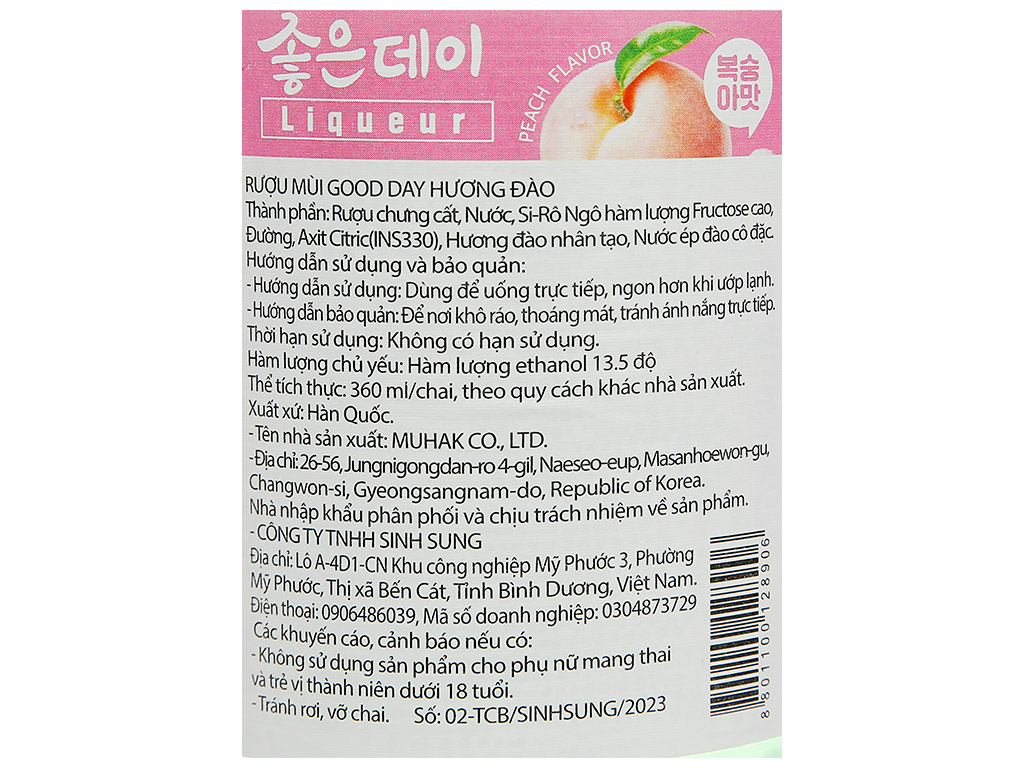 좋은데이
Liqueur
PEACH FLAVOR
복숭
아맛
RƯỢU MÙI GOOD DAY HƯƠNG ĐÀO
Thành phần: Rượu chưng cất, Nước, Si-Rô Ngô hàm lượng Fructose cao,
Đường, Axit Citric(INS330), Hương đào nhân tạo, Nước ép đào cô đặc.
Hướng dẫn sử dụng và bảo quản:
- Hướng dẫn sử dụng: Dùng để uống trực tiếp, ngon hơn khi ướp lạnh.
- Hướng dẫn bảo quản: Để nơi khô ráo, thoáng mát, tránh ánh nắng trực tiếp.
Thời hạn sử dụng: Không có hạn sử dụng.
Hàm lượng chủ yếu: Hàm lượng ethanol 13.5 độ
Thể tích thực: 360 ml/chai, theo quy cách khác nhà sản xuất.
Xuất xứ: Hàn Quốc.
- Tên nhà sản xuất: MUHAK CO., LTD.
- Địa chỉ: 26-56, Jungnigongdan-ro 4-gil, Naeseo-eup, Masanhoewon-gu,
Changwon-si, Gyeongsangnam-do, Republic of Korea.
Nhà nhập khẩu phân phối và chịu trách nhiệm về sản phẩm.
- CÔNG TY TNHH SINH SUNG
Địa chỉ: Lô A-4D1-CN Khu công nghiệp Mỹ Phước 3, Phường
Mỹ Phước, Thị xã Bến Cát, Tỉnh Bình Dương, Việt Nam.
Điện thoại: 0906486039, Mã số doanh nghiệp: 0304873729
Các khuyến cáo, cảnh báo nếu có:
- Không sử dụng sản phẩm cho phụ nữ mang thai
và trẻ vị thành niên dưới 18 tuổi.
- Tránh rơi, vỡ chai. Số: 02-TCB/SINHSUNG/2023
8801100128906